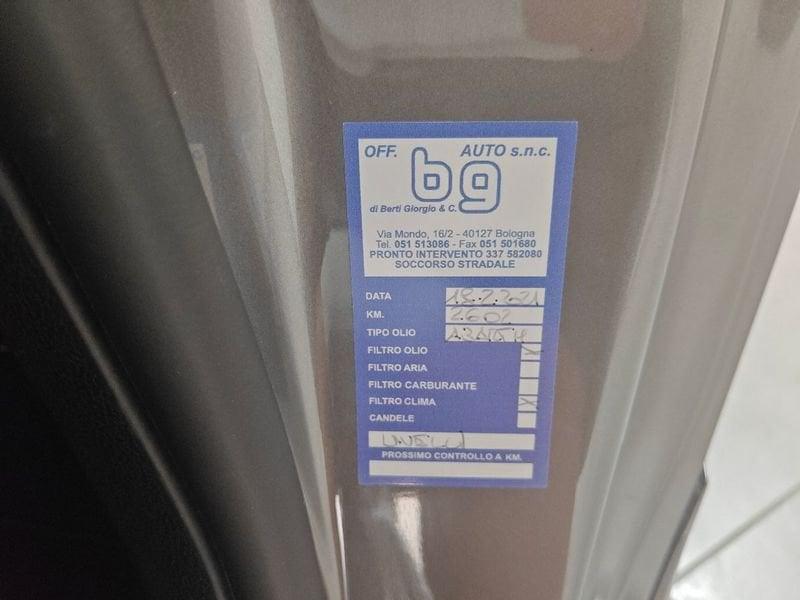 OFF. bg AUTO s.n.c.
di Berti Giorgio & C.
Via Mondo, 16/2 - 40127 Bologna
Tel. 051 513086 - Fax 051 501680
PRONTO INTERVENTO 337 582080
SOCCORSO STRADALE
DATA
KM. 2602
TIPO OLIO
FILTRO OLIO X
FILTRO ARIA
FILTRO CARBURANTE
FILTRO CLIMA X
CANDELE
PROSSIMO CONTROLLO A KM.